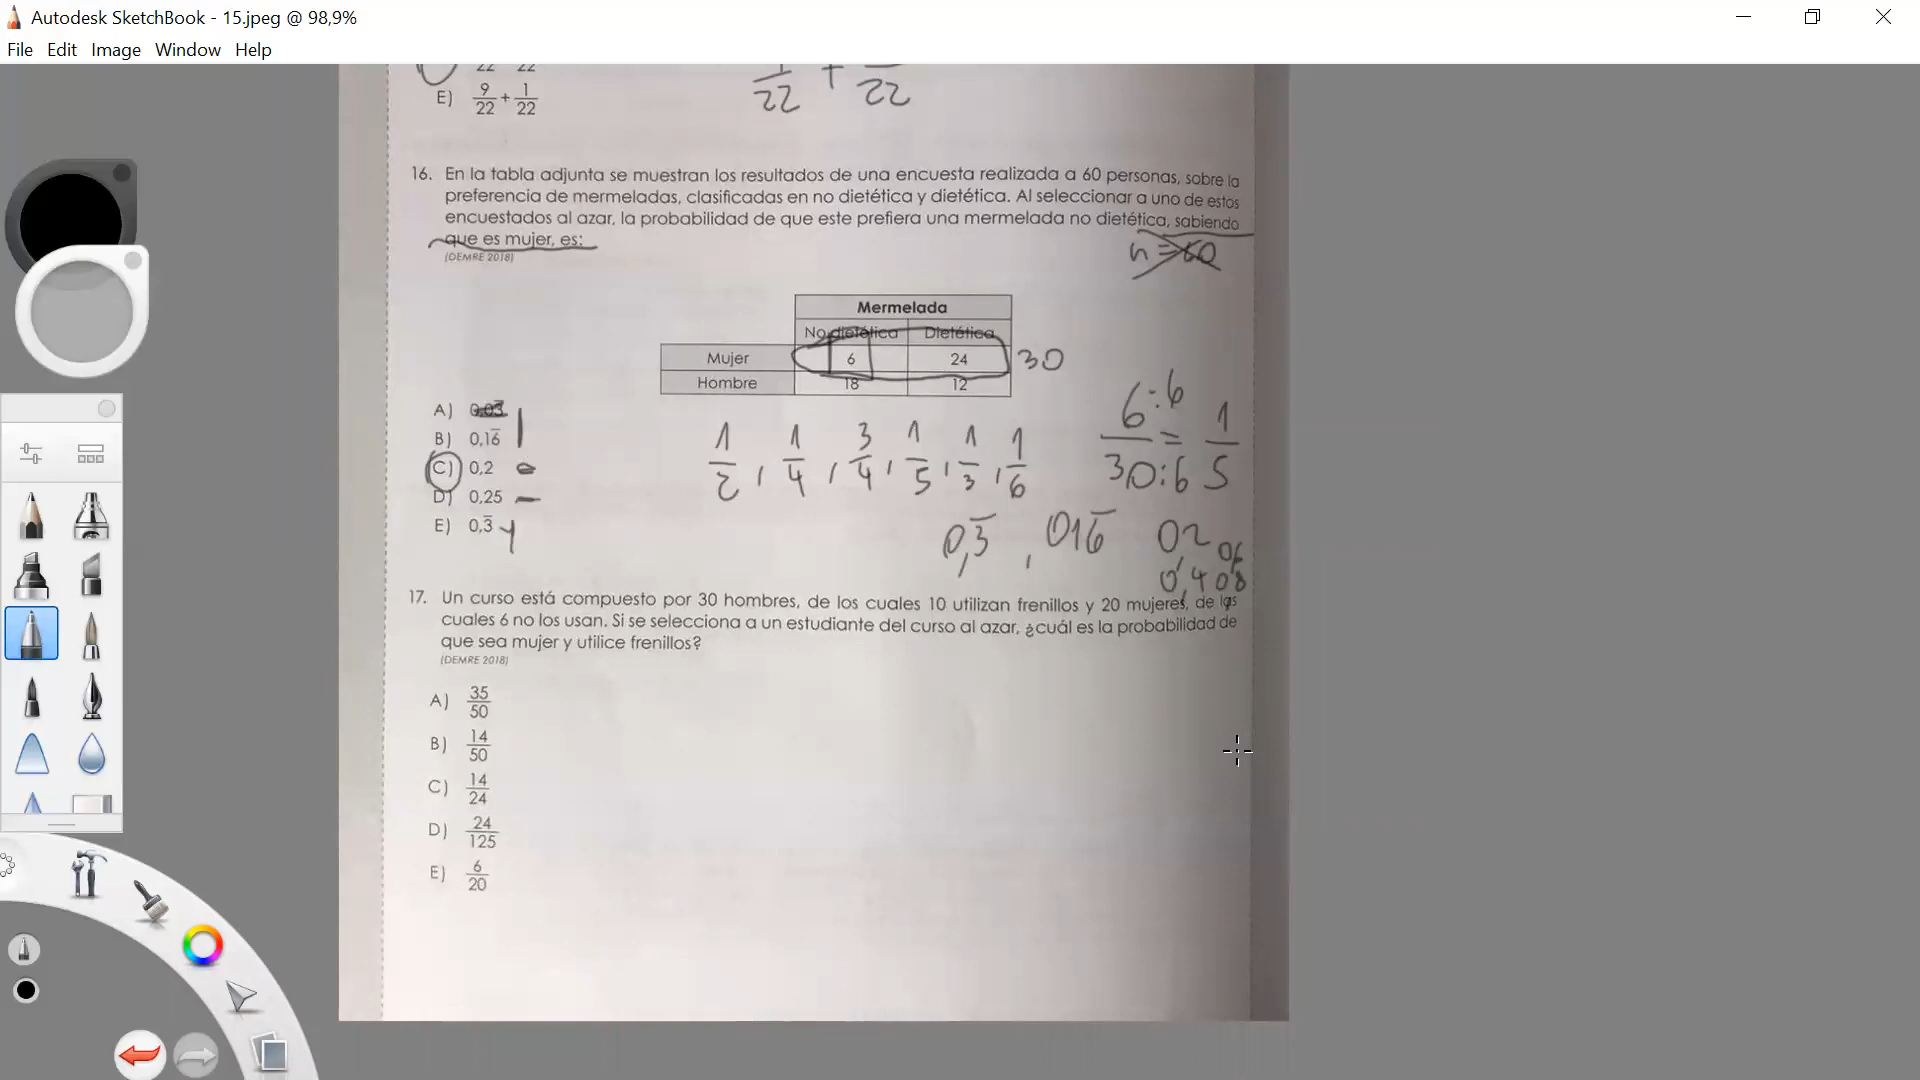 Autodesk SketchBook - 15.jpeg @ 98,9%
File Edit Image Window Help
22 22
E) 9/22 + 1/22
1/22 + /22
16. En la tabla adjunta se muestran los resultados de una encuesta realizada a 60 personas, sobre la
preferencia de mermeladas, clasificadas en no dietética y dietética. Al seleccionar a uno de estos
encuestados al azar, la probabilidad de que este prefiera una mermelada no dietética, sabiendo
que es mujer, es:
(DEMRE 2018)
n = 60
Mermelada
No dietética Dietética
Mujer 6 24 30
Hombre 18 12
A) 0,03̅
B) 0,16̅
C) 0,2
D) 0,25
E) 0,3̅
1/2 , 1/4 , 3/4 , 1/5 , 1/3 , 1/6
6:6/30:6 = 1/5
0,3̅ , 016̅ 02 06
0,4 08
17. Un curso está compuesto por 30 hombres, de los cuales 10 utilizan frenillos y 20 mujeres, de las
cuales 6 no los usan. Si se selecciona a un estudiante del curso al azar, ¿cuál es la probabilidad de
que sea mujer y utilice frenillos?
(DEMRE 2018)
A) 35/50
B) 14/50
C) 14/24
D) 24/125
E) 6/20